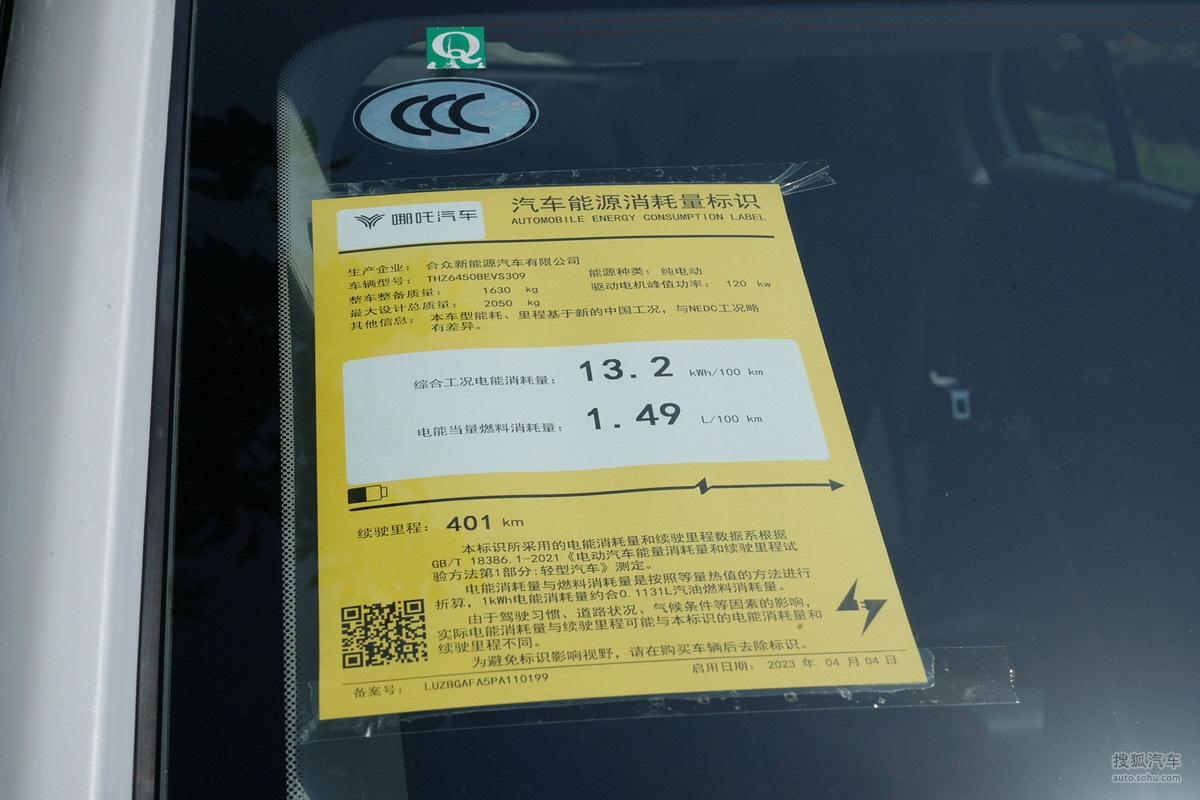 Q
CCC
哪吒汽车
汽车能源消耗量标识
AUTOMOBILE ENERGY CONSUMPTION LABEL
生产企业: 合众新能源汽车有限公司
车辆型号: THZ6450BEVS309 能源种类: 纯电动
整车整备质量: 1630 kg 驱动电机峰值功率: 120 kw
最大设计总质量: 2050 kg
其他信息: 本车型能耗、里程基于新的中国工况,与NEDC工况略
有差异。
综合工况电能消耗量: 13.2 kWh/100 km
电能当量燃料消耗量: 1.49 L/100 km
续驶里程: 401 km
本标识所采用的电能消耗量和续驶里程数据系根据
GB/T 18386.1-2021《电动汽车能量消耗量和续驶里程试
验方法第1部分:轻型汽车》测定。
电能消耗量与燃料消耗量是按照等量热值的方法进行
折算,1kWh电能消耗量约合0.1131L汽油燃料消耗量。
由于驾驶习惯、道路状况、气候条件等因素的影响,
实际电能消耗量与续驶里程可能与本标识的电能消耗量和
续驶里程不同。
为避免标识影响视野,请在购买车辆后去除标识。
备案号: LUZBGAFA5PA110199 启用日期: 2023 年 04 月 04 日
搜狐汽车
auto.sohu.com